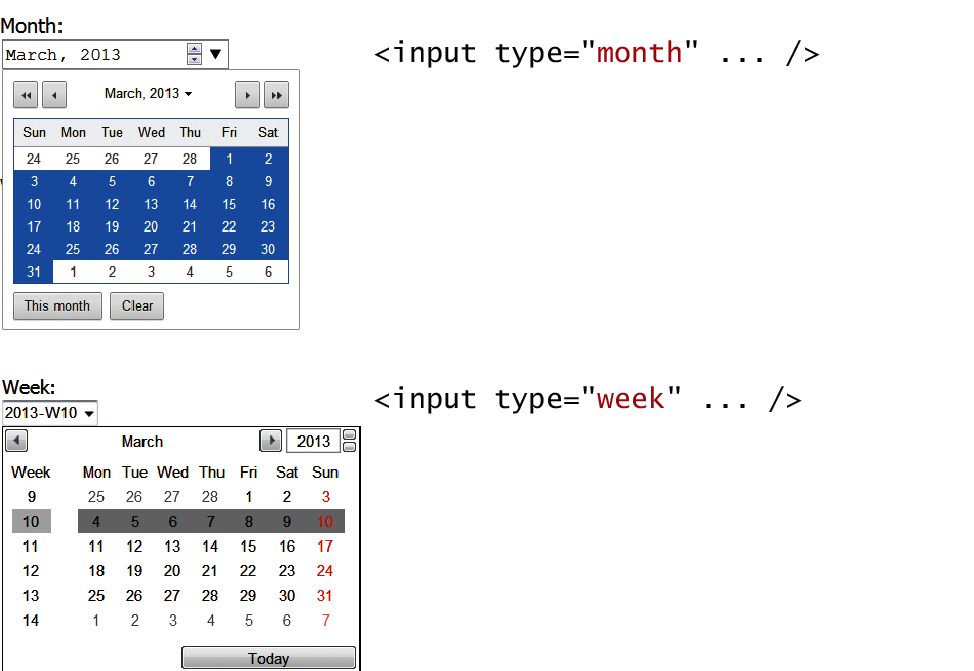 Month:
March, 2013
<input type="month" ... />
March, 2013
Sun Mon Tue Wed Thu Fri Sat
24 25 26 27 28 1 2
3 4 5 6 7 8 9
10 11 12 13 14 15 16
17 18 19 20 21 22 23
24 25 26 27 28 29 30
31 1 2 3 4 5 6
This month Clear
Week:
2013-W10
<input type="week" ... />
March 2013
Week Mon Tue Wed Thu Fri Sat Sun
9 25 26 27 28 1 2 3
10 4 5 6 7 8 9 10
11 11 12 13 14 15 16 17
12 18 19 20 21 22 23 24
13 25 26 27 28 29 30 31
14 1 2 3 4 5 6 7
Today